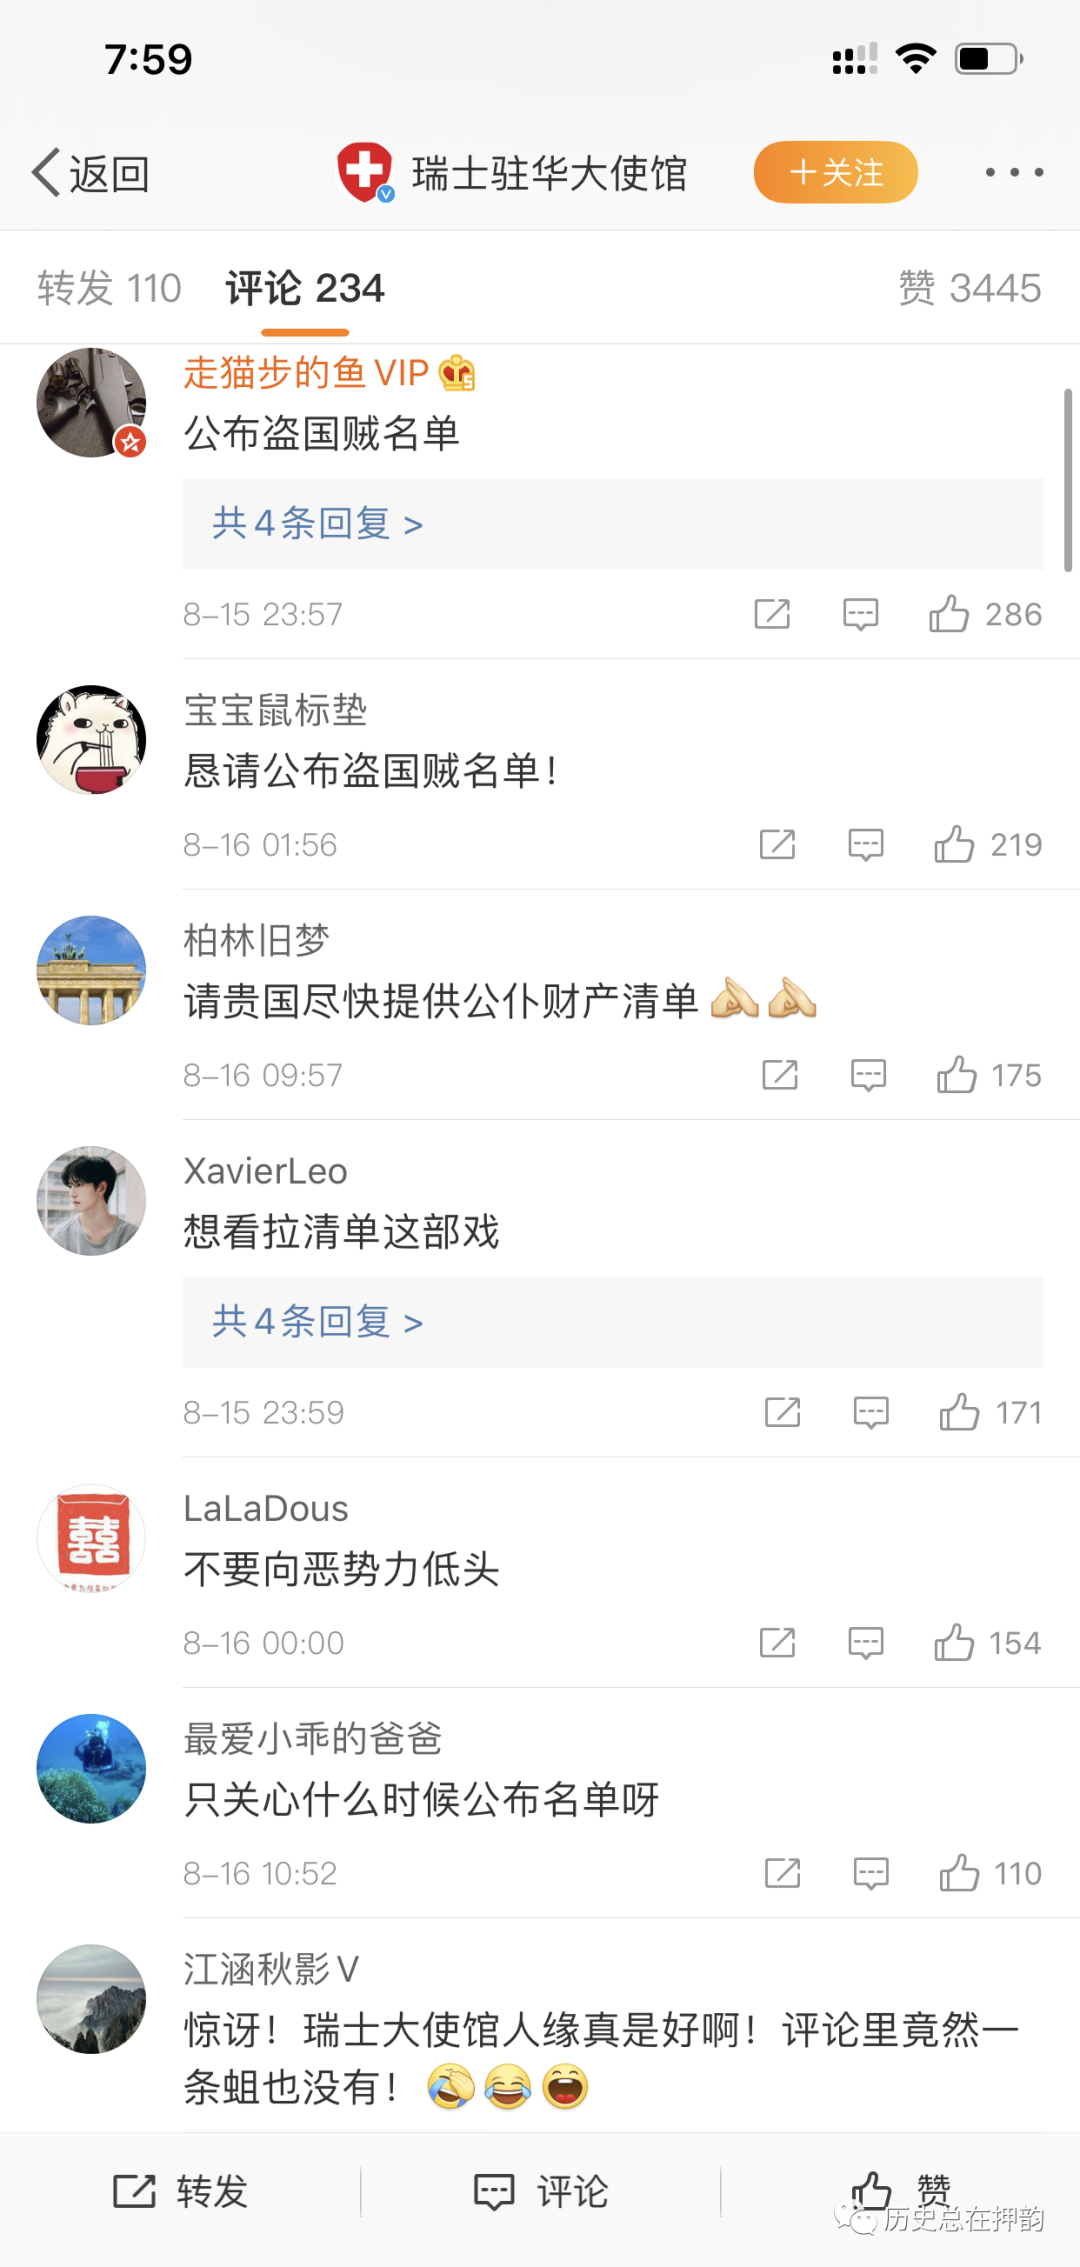 7:59
返回
瑞士驻华大使馆
+关注
转发 110
评论 234
赞 3445
走猫步的鱼VIP
5
公布盗国贼名单
共4条回复 >
8-15 23:57
286
宝宝鼠标垫
恳请公布盗国贼名单！
8-16 01:56
219
柏林旧梦
请贵国尽快提供公仆财产清单
8-16 09:57
175
XavierLeo
想看拉清单这部戏
共4条回复 >
8-15 23:59
171
囍
LaLaDous
不要向恶势力低头
8-16 00:00
154
最爱小乖的爸爸
只关心什么时候公布名单呀
8-16 10:52
110
江涵秋影V
惊讶！瑞士大使馆人缘真是好啊！评论里竟然一
条蛆也没有！
转发
评论
赞
历史总在押韵